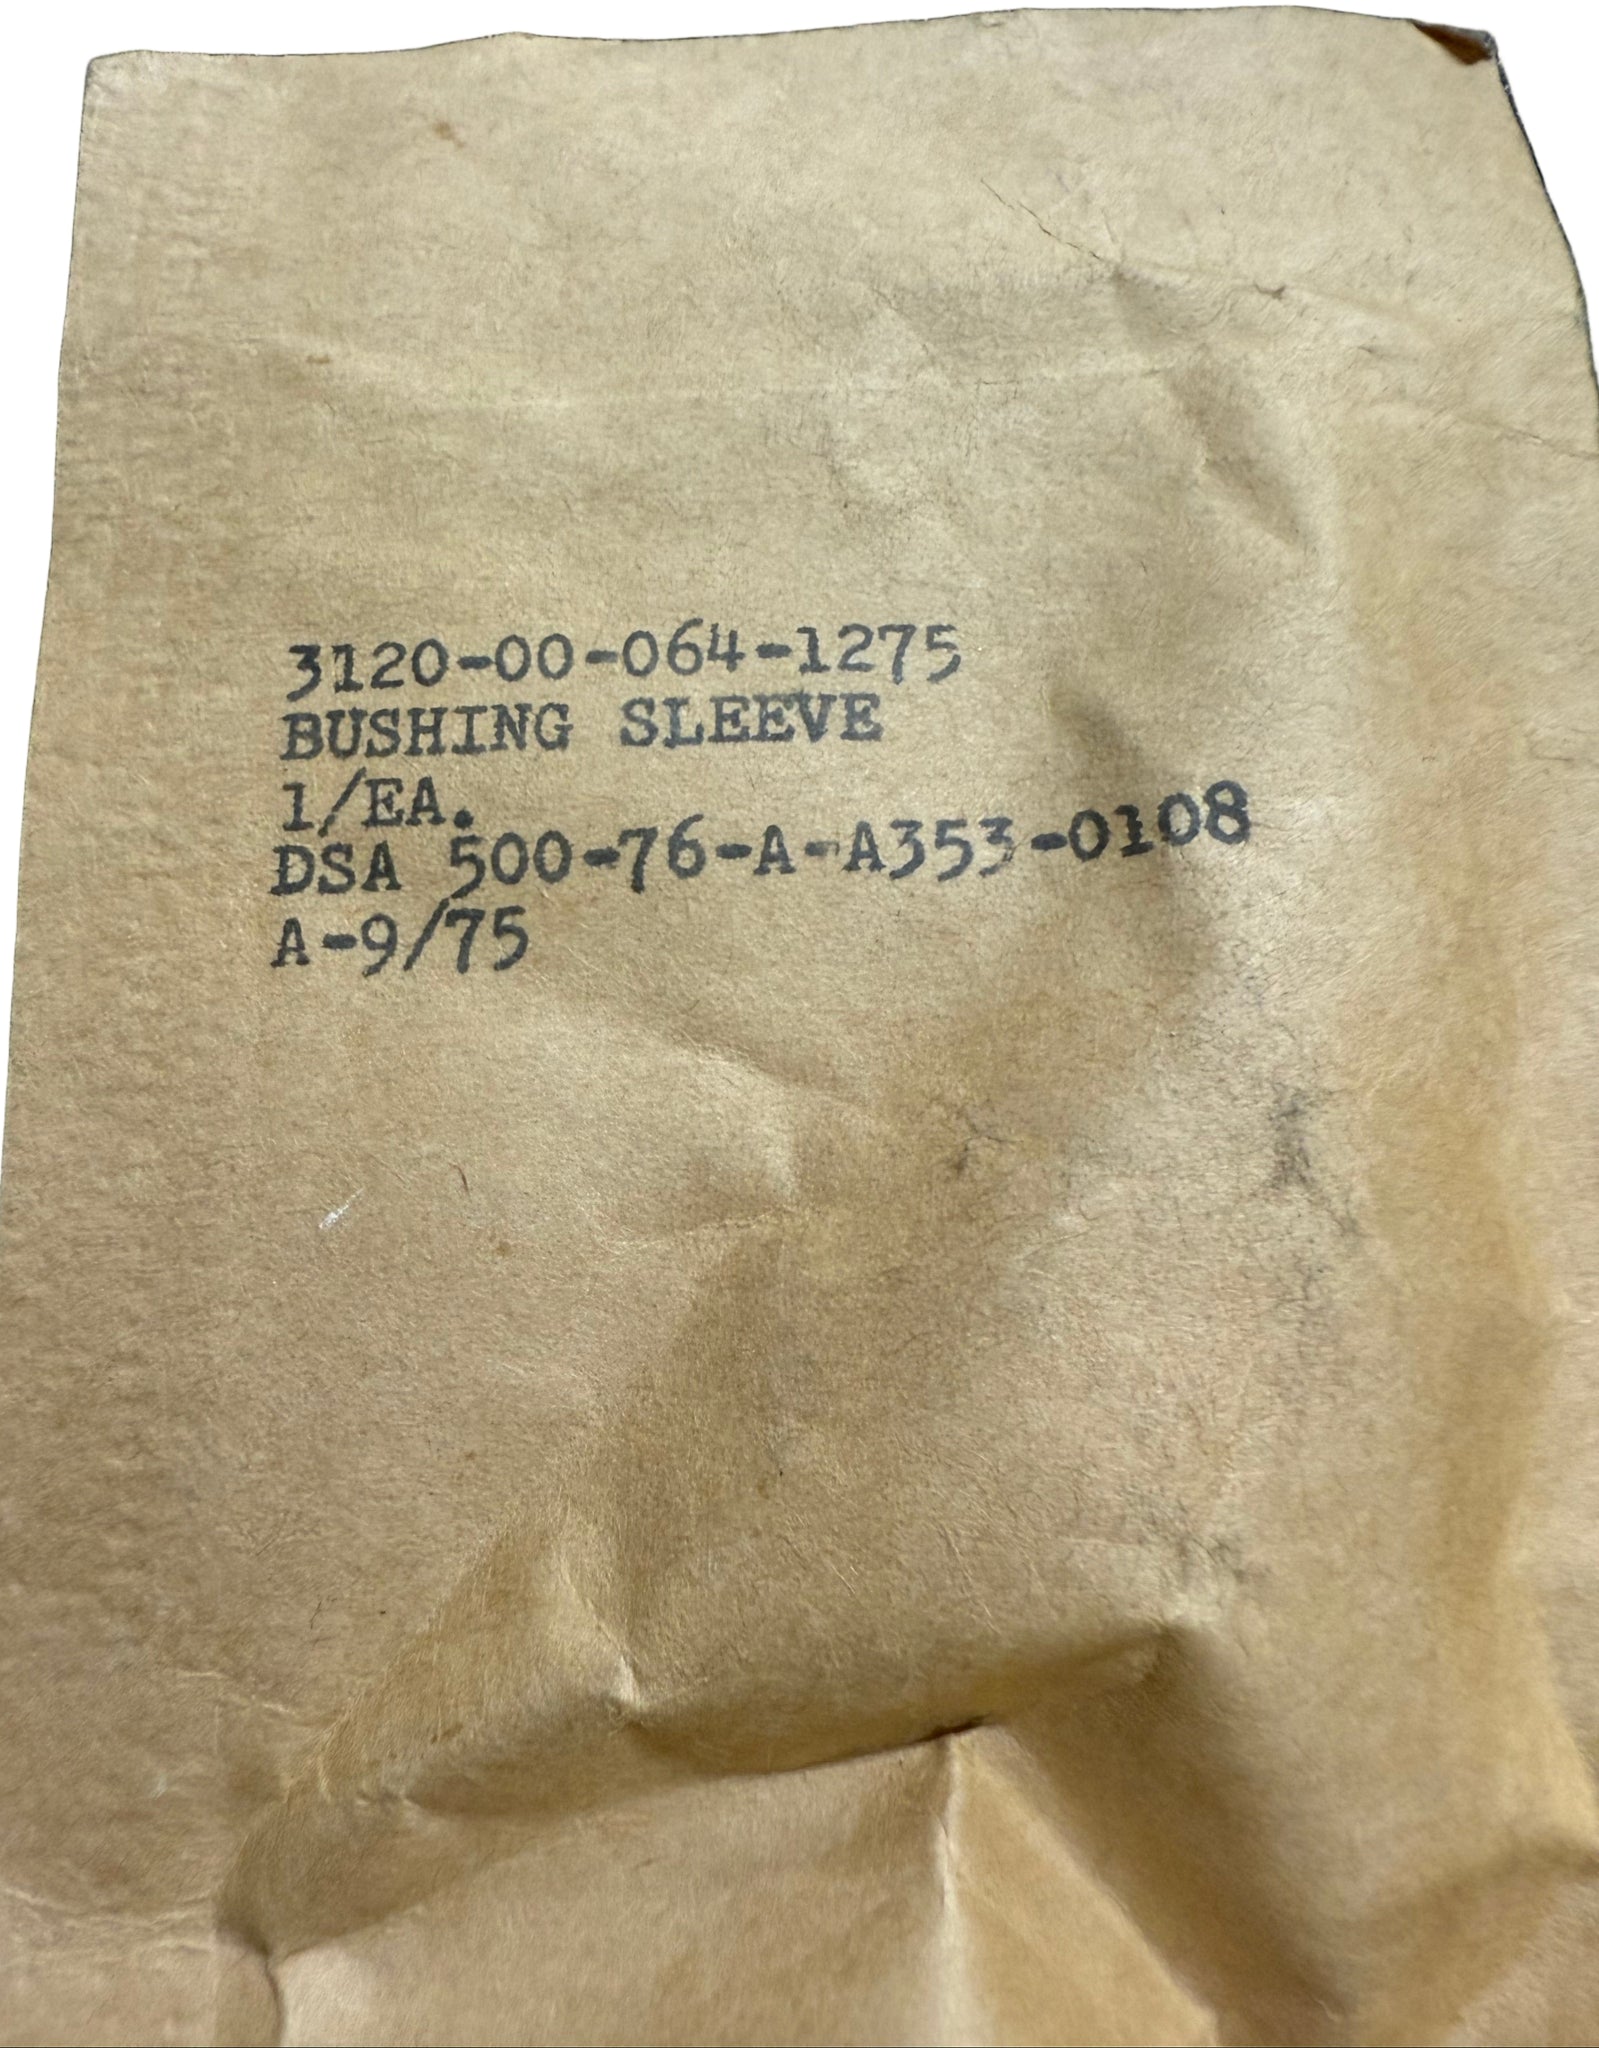 3120-00-064-1275
BUSHING SLEEVE
1/EA.
DSA 500-76-A-A353-0108
A-9/75